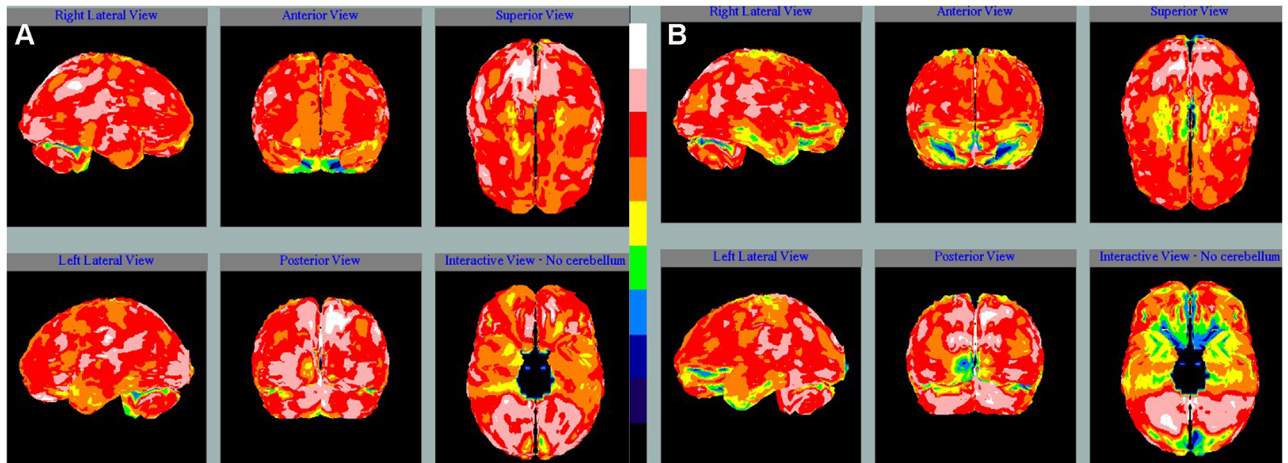 A
Right Lateral View
Anterior View
Superior View
Left Lateral View
Posterior View
Interactive View - No cerebellum
B
Right Lateral View
Anterior View
Superior View
Left Lateral View
Posterior View
Interactive View - No cerebellum